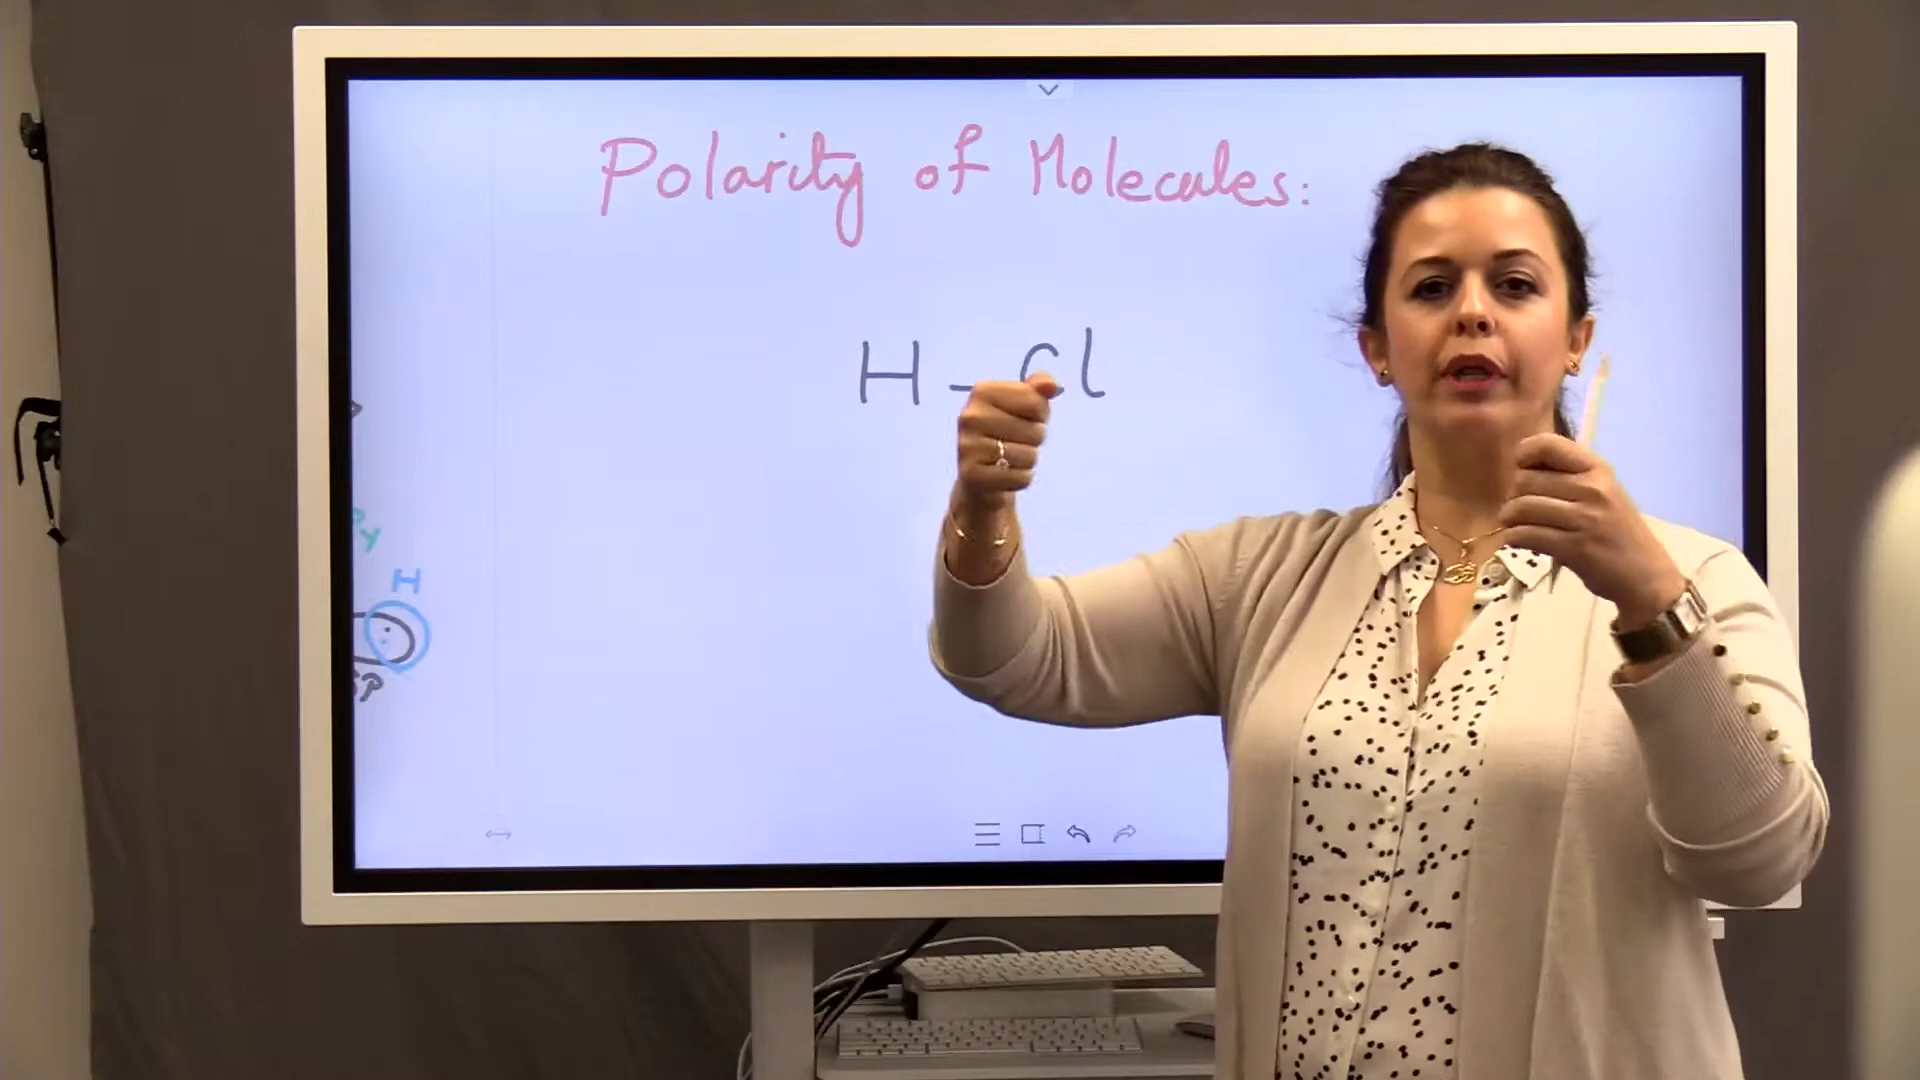 Polarity of Molecules:
H - Cl
H